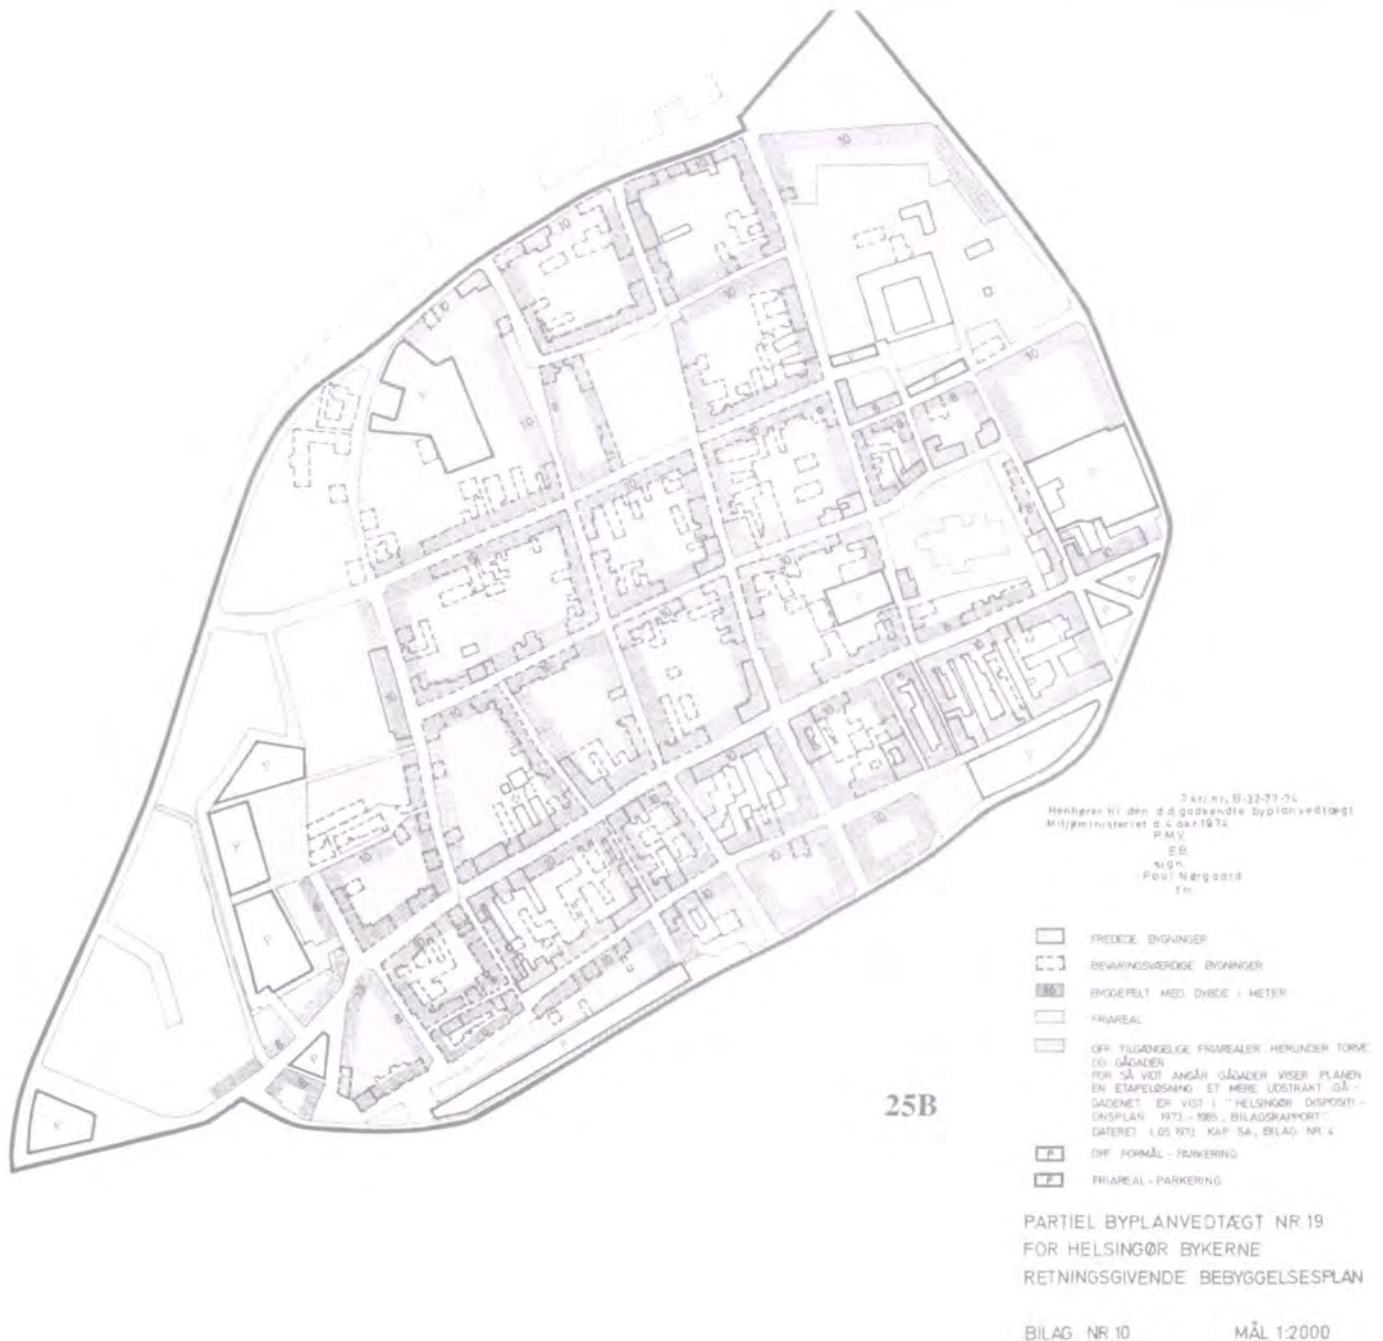 Henhører til den d.d. godkendte byplanvedtægt
Miljøministeriet d. 4 okt 1974
P.M.V.
E.B.
sign.
Poul Nørgaard
fm
FREDEDE BYGNINGER
BEVARINGSVÆRDIGE BYGNINGER
10 BYGGEFELT MED DYBDE I METER
FRIAREAL
OFF. TILGÆNGELIGE FRIAREALER HERUNDER TORVE
OG GÅGADER
FOR SÅ VIDT ANGÅR GÅGADER VISER PLANEN
EN ETAPELØSNING. ET MERE UDSTRAKT GÅ-
GADENET ER VIST I "HELSINGØR DISPOSITI-
ONSPLAN 1973-1985, BILAGSRAPPORT"
DATERET 1.05.1973 KAP. 5A, BILAG NR. 4
P OFF FORMÅL - PARKERING
P FRIAREAL - PARKERING
25B
PARTIEL BYPLANVEDTÆGT NR 19
FOR HELSINGØR BYKERNE
RETNINGSGIVENDE BEBYGGELSESPLAN
BILAG NR 10 MÅL 1:2000